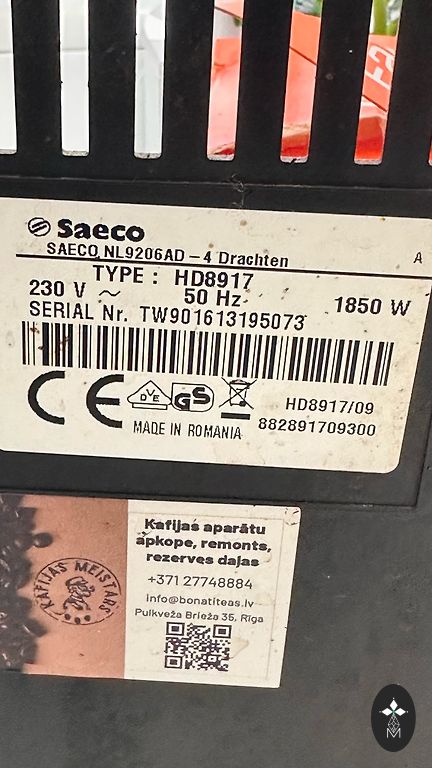 Saeco
SAECO NL9206AD – 4 Drachten A
TYPE : HD8917
230 V ~ 50 Hz 1850 W
SERIAL Nr. TW901613195073
CE DVE GS HD8917/09
MADE IN ROMANIA 882891709300
KAFIJAS MEISTARS
Kafijas aparātu
apkope, remonts,
rezerves daļas
+371 27748884
info@bonatiteas.lv
Pulkveža Brieža 35, Rīga
M